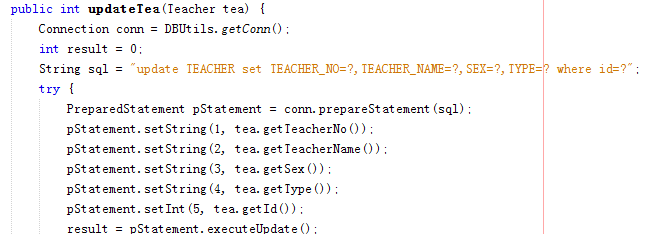 public int updateTea(Teacher tea) {
Connection conn = DBUtils.getConn();
int result = 0;
String sql = "update TEACHER set TEACHER_NO=?,TEACHER_NAME=?,SEX=?,TYPE=? where id=?";
try {
PreparedStatement pStatement = conn.prepareStatement(sql);
pStatement.setString(1, tea.getTeacherNo());
pStatement.setString(2, tea.getTeacherName());
pStatement.setString(3, tea.getSex());
pStatement.setString(4, tea.getType());
pStatement.setInt(5, tea.getId());
result = pStatement.executeUpdate();